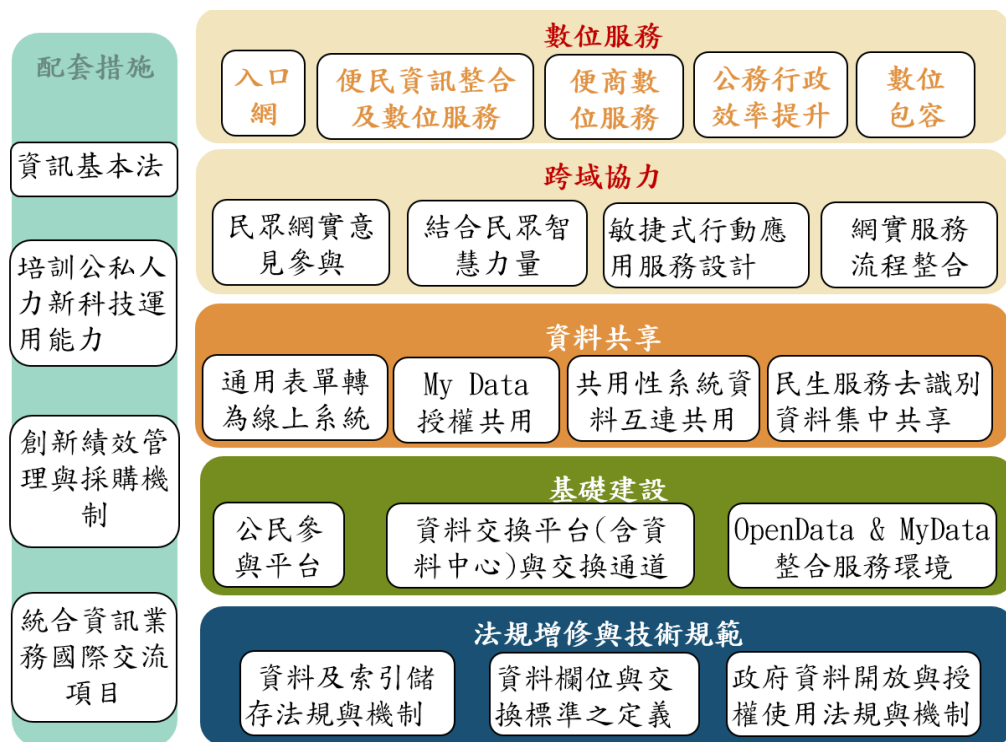 配套措施
資訊基本法
培訓公私人
力新科技運
用能力
創新績效管
理與採購機
制
統合資訊業
務國際交流
項目
數位服務
入口
網
便民資訊整合
及數位服務
便商數
位服務
公務行政
效率提升
數位
包容
跨域協力
民眾網實意
見參與
結合民眾智
慧力量
敏捷式行動應
用服務設計
網實服務
流程整合
資料共享
通用表單轉
為線上系統
My Data
授權共用
共用性系統資
料互連共用
民生服務去識別
資料集中共享
基礎建設
公民參
與平台
資料交換平台(含資
料中心)與交換通道
OpenData & MyData
整合服務環境
法規增修與技術規範
資料及索引儲
存法規與機制
資料欄位與交
換標準之定義
政府資料開放與授
權使用法規與機制